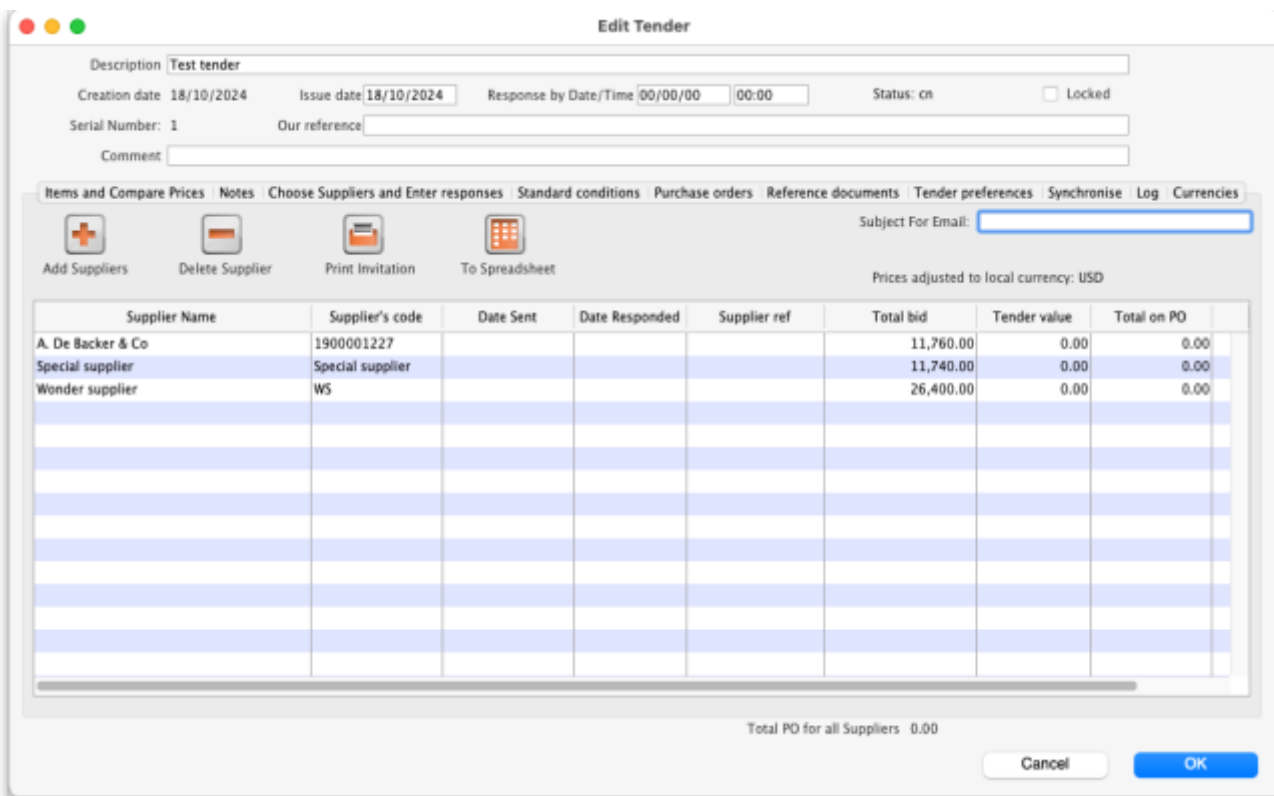 Edit Tender
Description Test tender
Creation date 18/10/2024 Issue date 18/10/2024 Response by Date/Time 00/00/00 00:00 Status: cn Locked
Serial Number: 1 Our reference
Comment
Items and Compare Prices Notes Choose Suppliers and Enter responses Standard conditions Purchase orders Reference documents Tender preferences Synchronise Log Currencies
Subject For Email:
Add Suppliers Delete Supplier Print Invitation To Spreadsheet
Prices adjusted to local currency: USD
Supplier Name Supplier's code Date Sent Date Responded Supplier ref Total bid Tender value Total on PO
A. De Backer & Co 1900001227 11,760.00 0.00 0.00
Special supplier Special supplier 11,740.00 0.00 0.00
Wonder supplier WS 26,400.00 0.00 0.00
Total PO for all Suppliers 0.00
Cancel OK